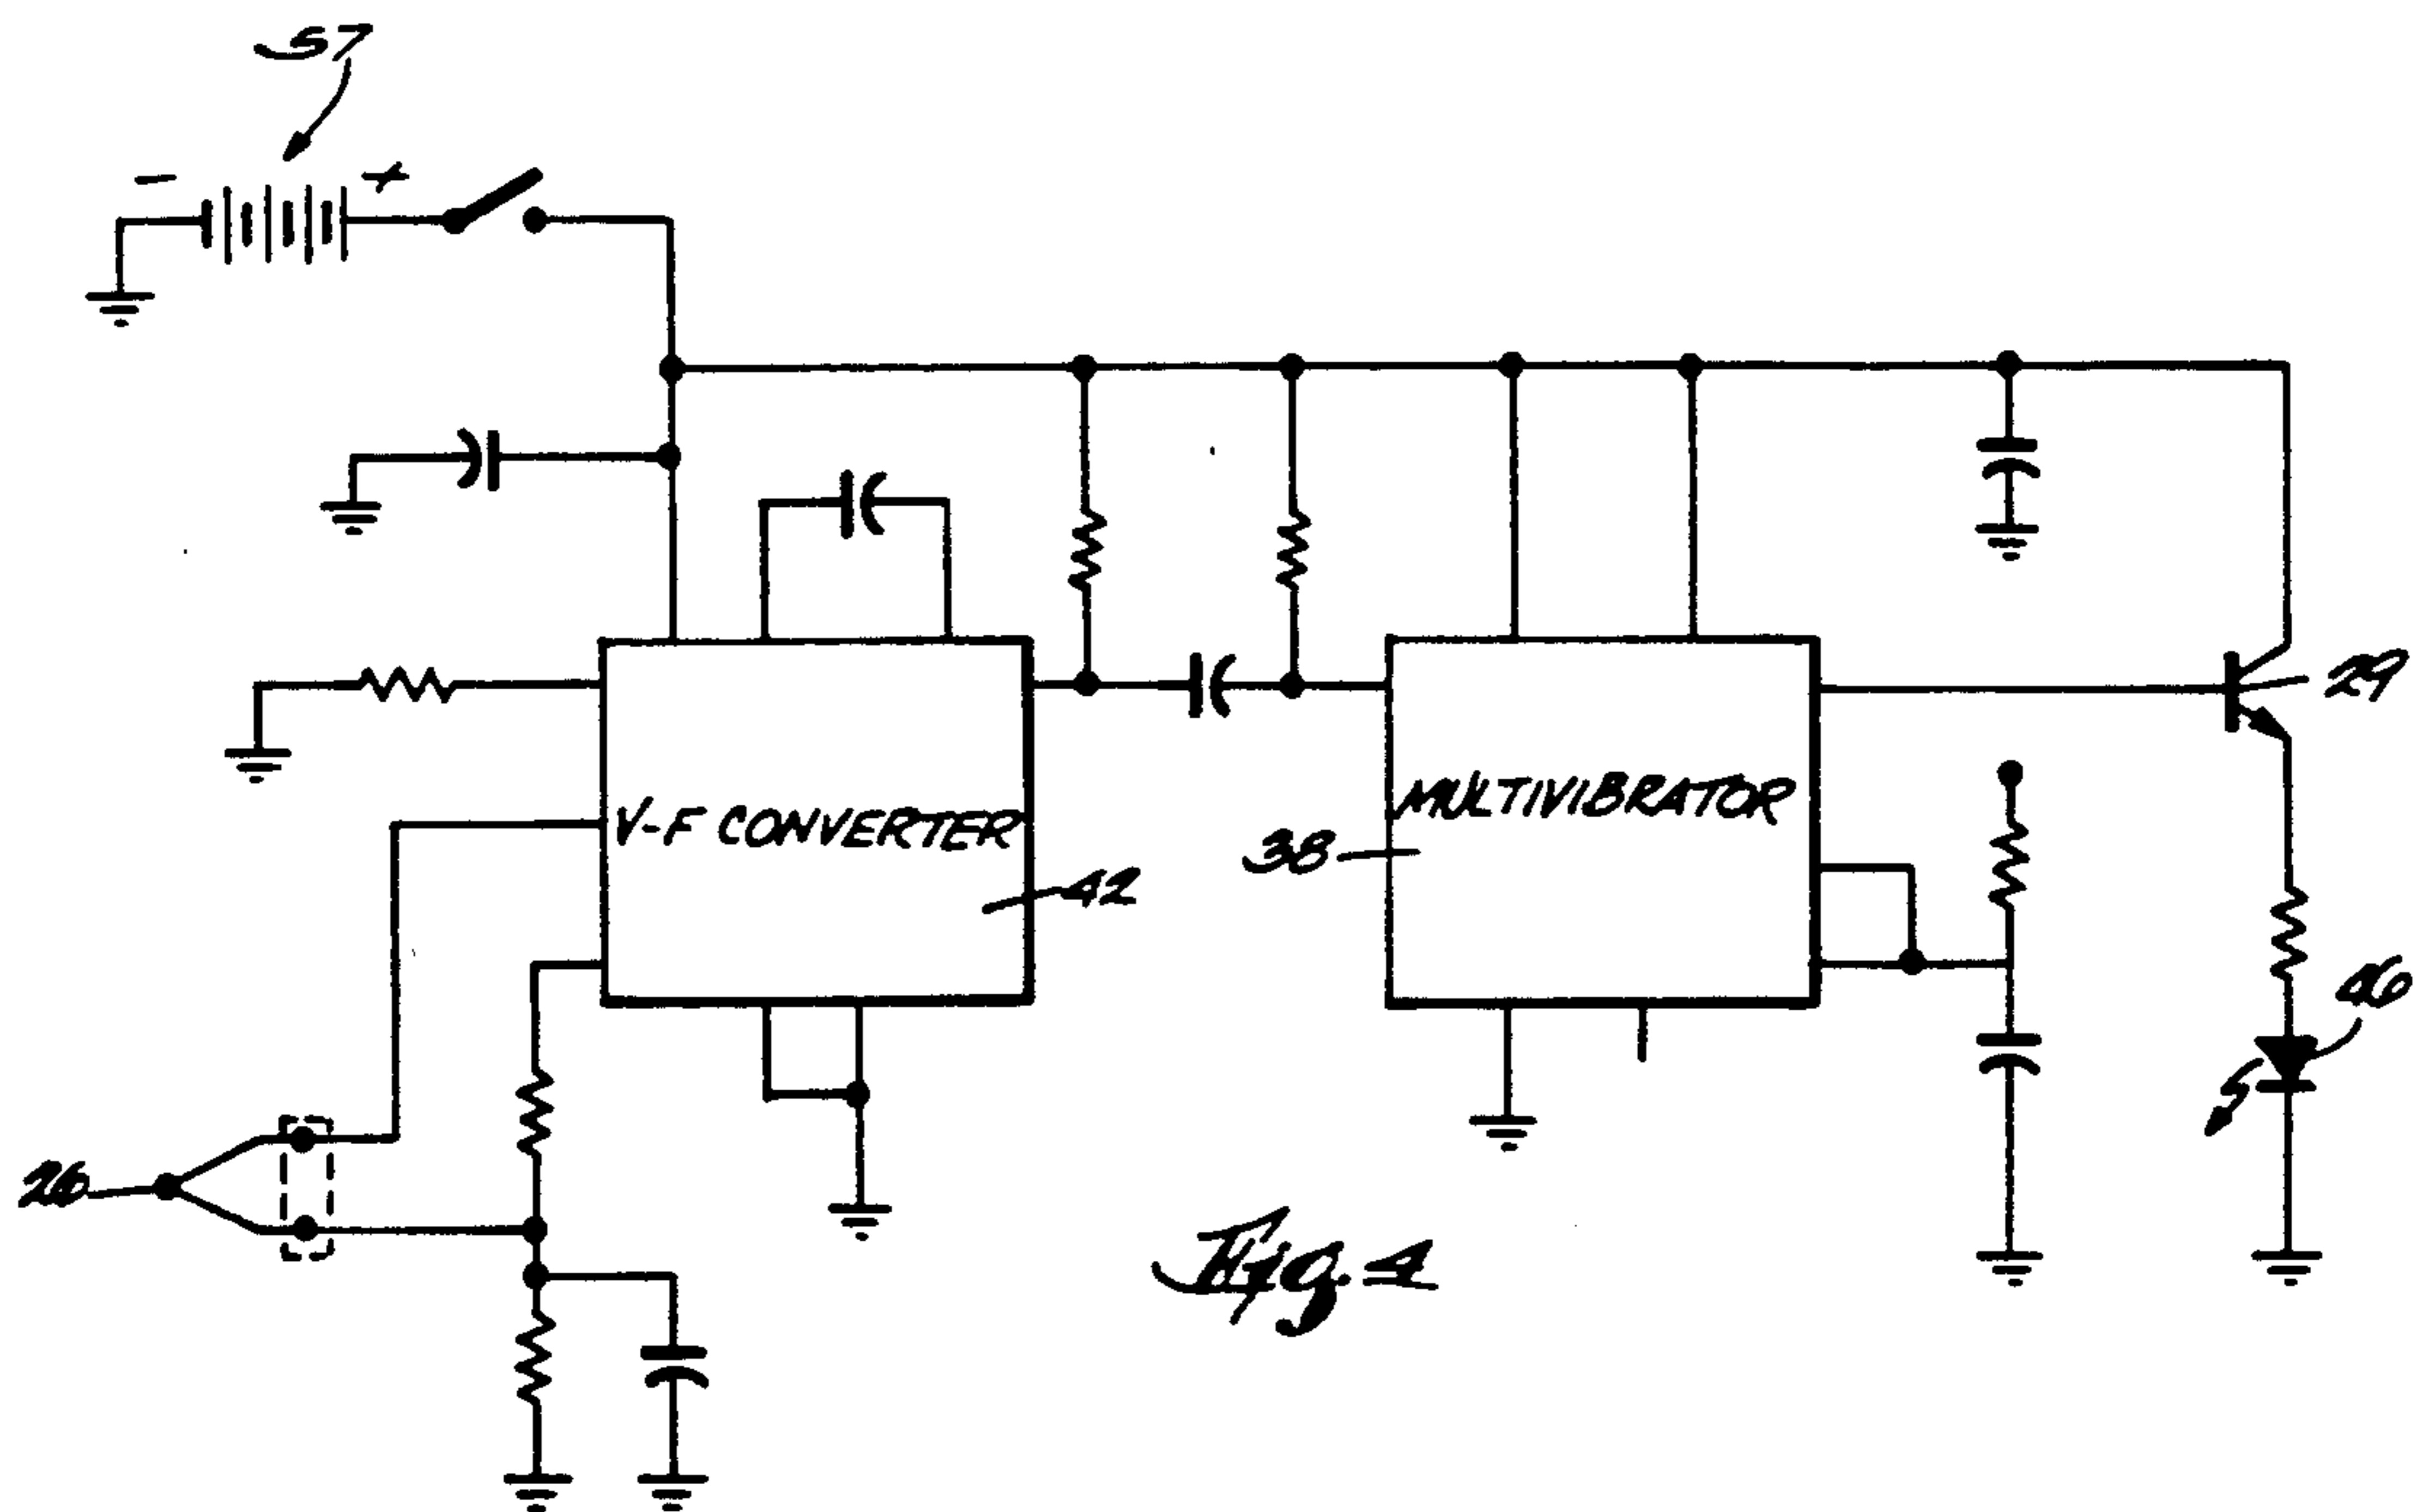 57
- +
29
V-F CONVERTER
MULTIVIBRATOR
38
42
46
26
Fig-4